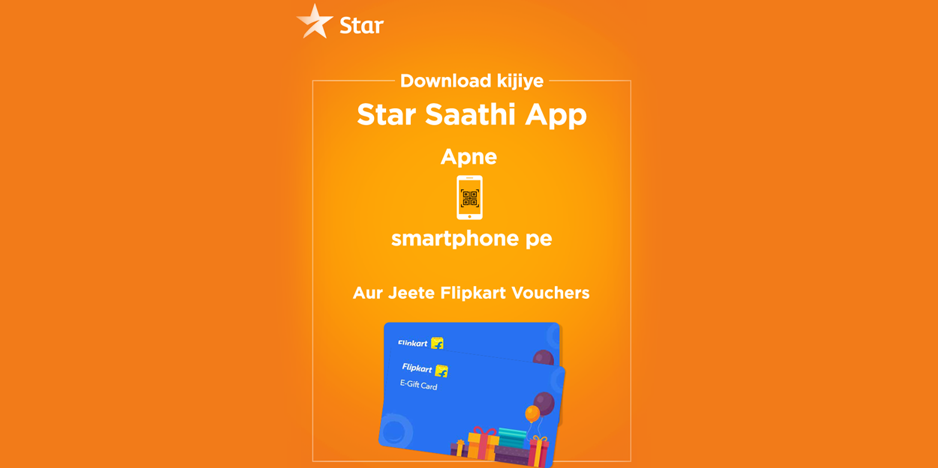 Star
Download kijiye
Star Saathi App
Apne
smartphone pe
Aur Jeete Flipkart Vouchers
Flipkart
Flipkart
E-Gift Card